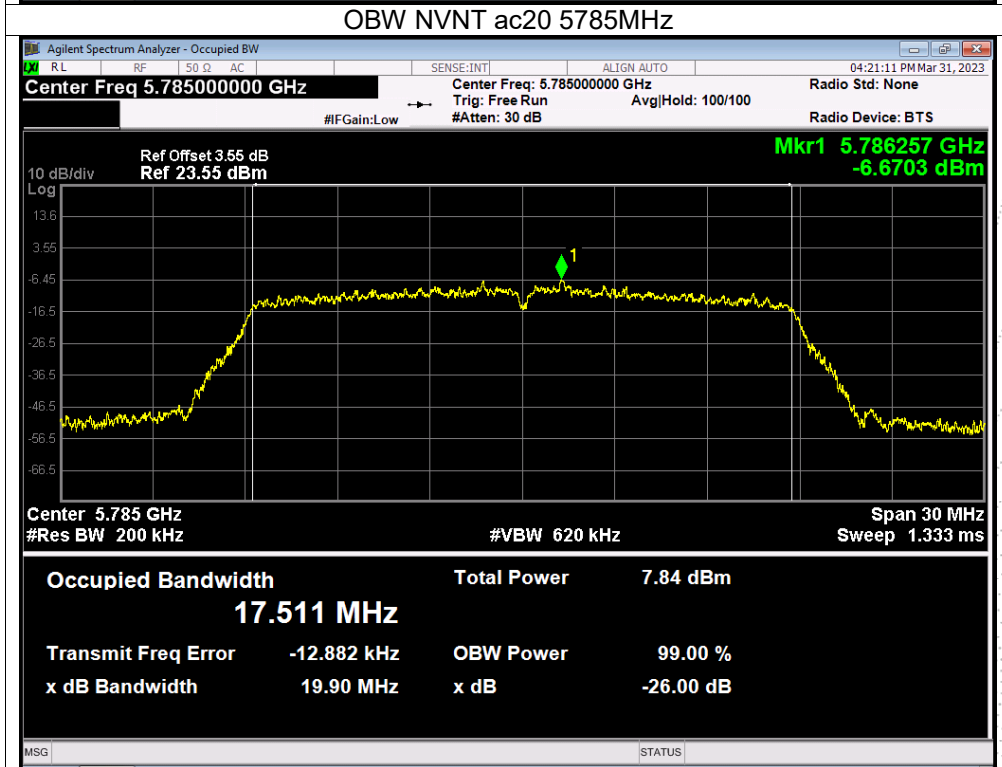 OBW NVNT ac20 5785MHz
Agilent Spectrum Analyzer - Occupied BW
LXI RL RF 50 Ω AC SENSE:INT ALIGN AUTO 04:21:11 PM Mar 31, 2023
Center Freq 5.785000000 GHz Center Freq: 5.785000000 GHz Radio Std: None
Trig: Free Run Avg|Hold: 100/100
#IFGain:Low #Atten: 30 dB Radio Device: BTS
Mkr1 5.786257 GHz
-6.6703 dBm
Ref Offset 3.55 dB
10 dB/div Ref 23.55 dBm
Log
13.6
3.55
1
-6.45
-16.5
-26.5
-36.5
-46.5
-56.5
-66.5
Center 5.785 GHz Span 30 MHz
#Res BW 200 kHz #VBW 620 kHz Sweep 1.333 ms
Occupied Bandwidth Total Power 7.84 dBm
17.511 MHz
Transmit Freq Error -12.882 kHz OBW Power 99.00 %
x dB Bandwidth 19.90 MHz x dB -26.00 dB
MSG STATUS